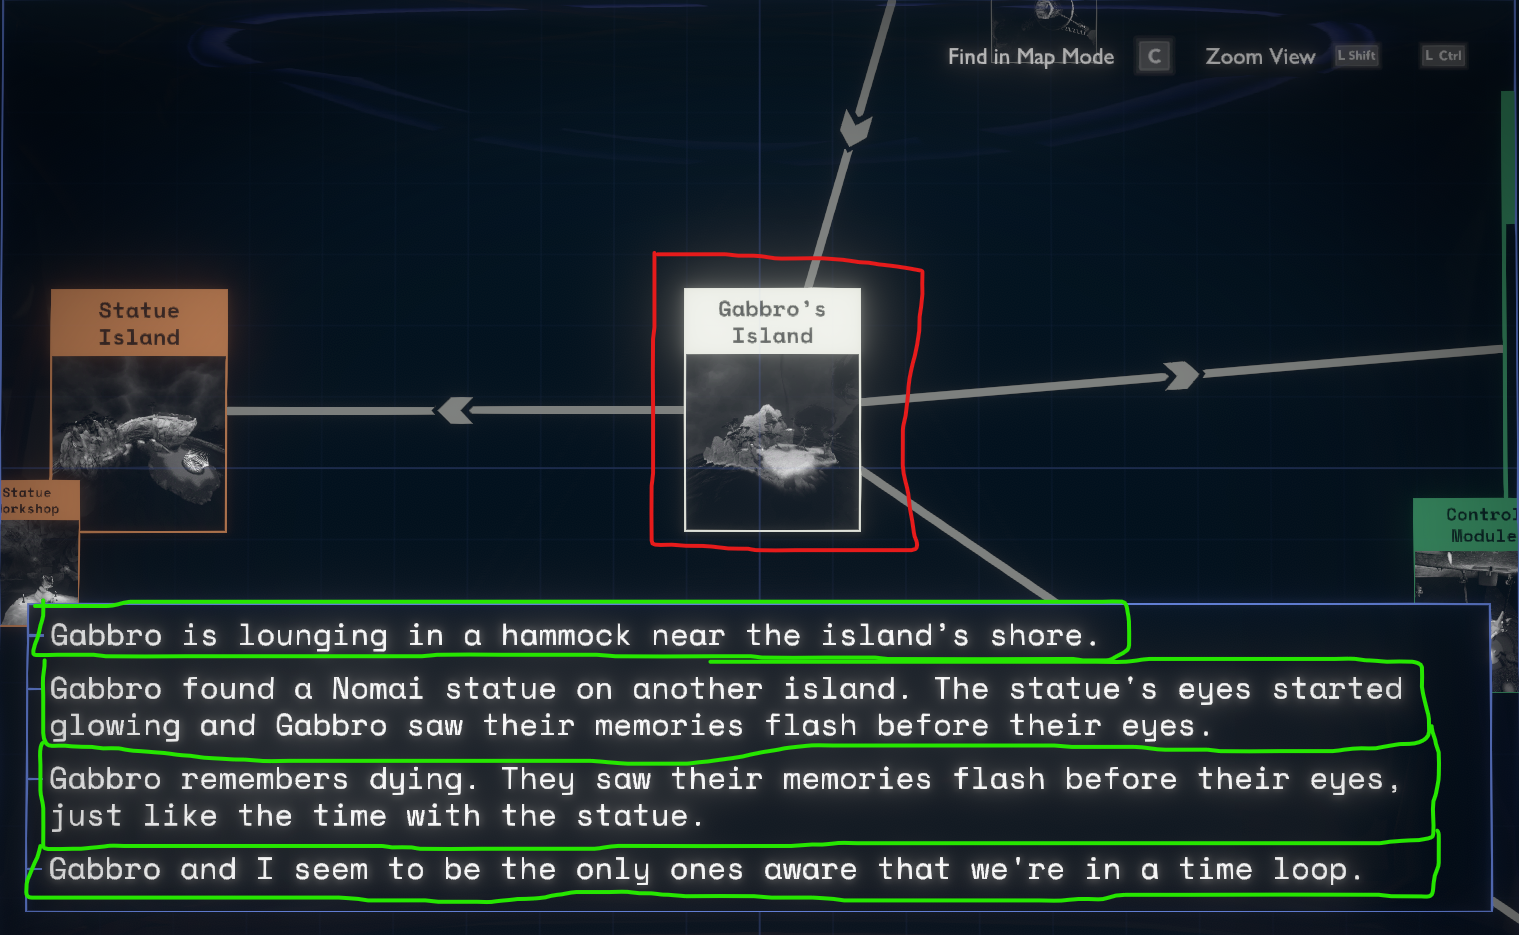 Find in Map Mode C Zoom View L Shift L Ctrl
Statue
Island
Gabbro's
Island
Statue
orkshop
Control
Module
Gabbro is lounging in a hammock near the island's shore.
Gabbro found a Nomai statue on another island. The statue's eyes started
glowing and Gabbro saw their memories flash before their eyes.
Gabbro remembers dying. They saw their memories flash before their eyes,
just like the time with the statue.
Gabbro and I seem to be the only ones aware that we're in a time loop.